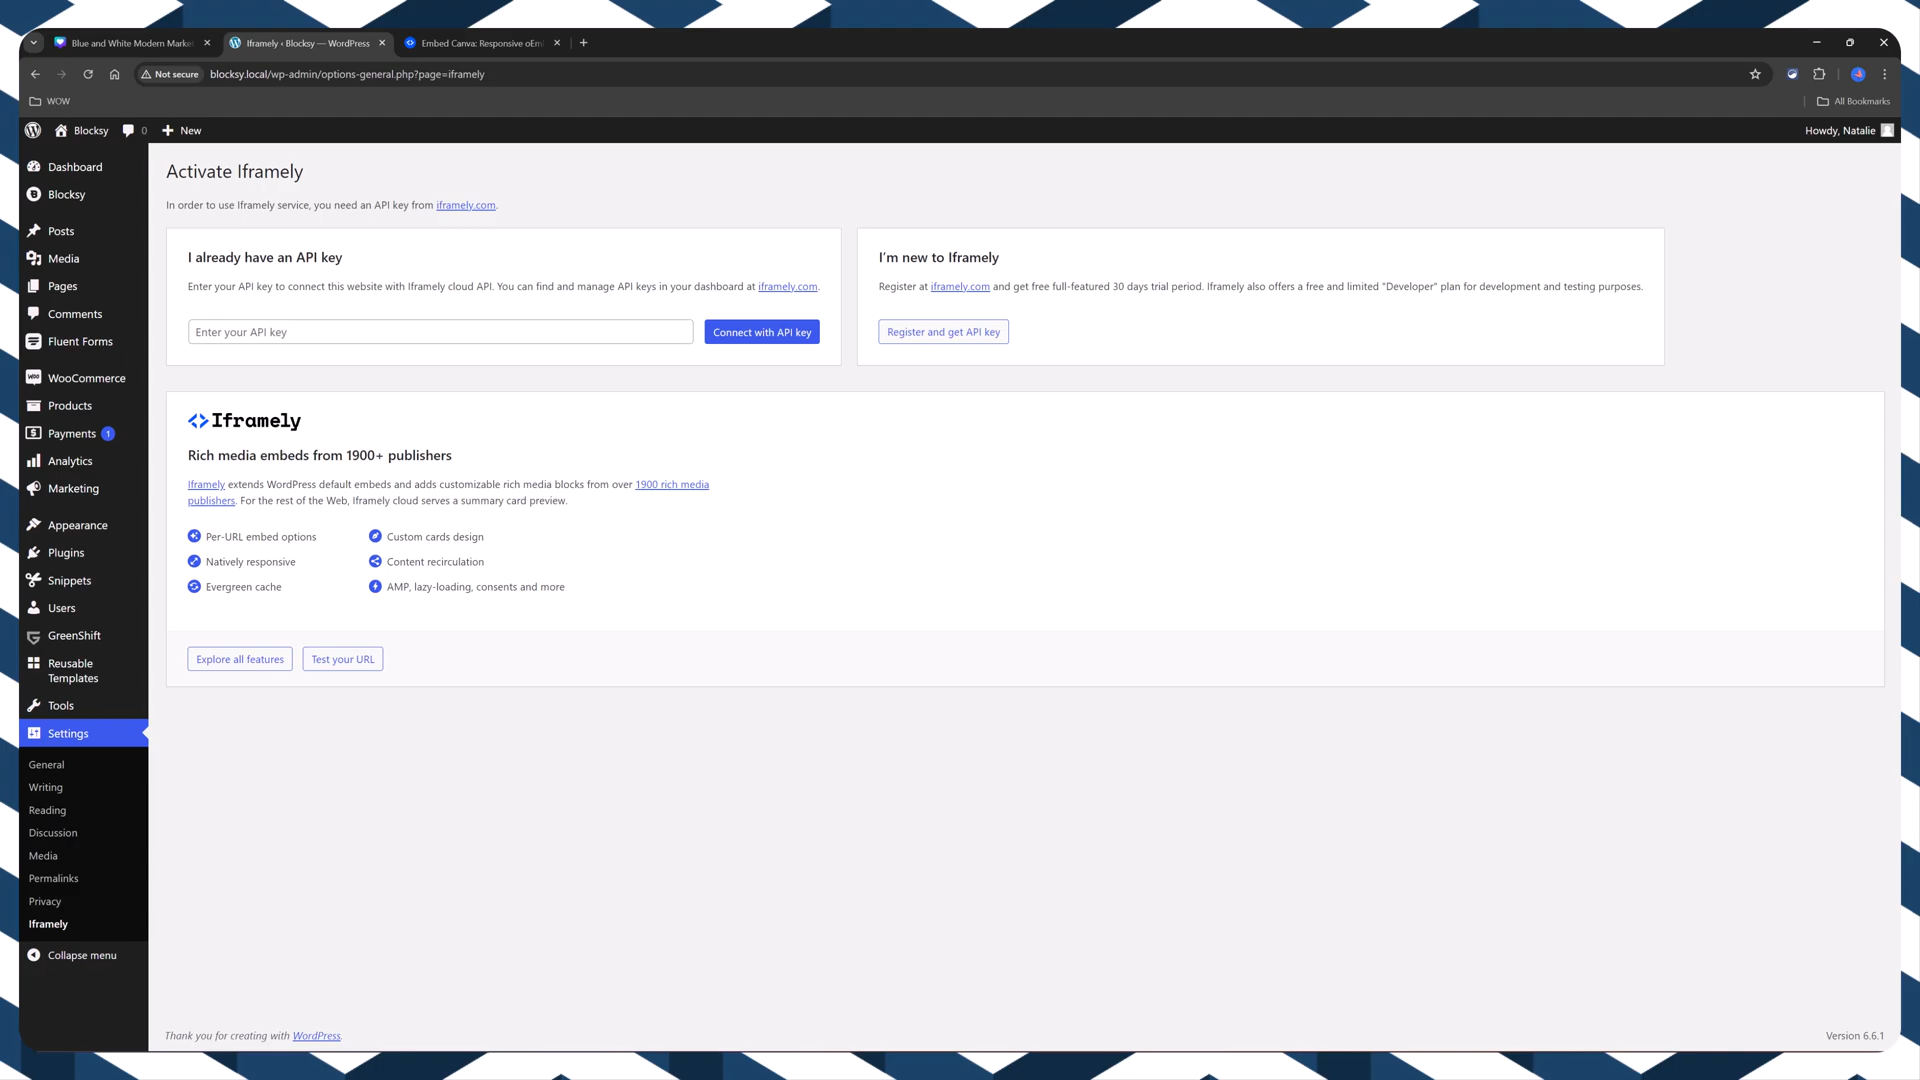 Blue and White Modern Marke
Iframely ‹ Blocksy — WordPress
Embed Canva: Responsive oEm
Not secure
blocksy.local/wp-admin/options-general.php?page=iframely
WOW
All Bookmarks
Blocksy
0
New
Howdy, Natalie
Dashboard
Blocksy
Posts
Media
Pages
Comments
Fluent Forms
WooCommerce
Products
Payments 1
Analytics
Marketing
Appearance
Plugins
Snippets
Users
GreenShift
Reusable
Templates
Tools
Settings
General
Writing
Reading
Discussion
Media
Permalinks
Privacy
Iframely
Collapse menu
Activate Iframely
In order to use Iframely service, you need an API key from iframely.com.
I already have an API key
Enter your API key to connect this website with Iframely cloud API. You can find and manage API keys in your dashboard at iframely.com.
Enter your API key
Connect with API key
I'm new to Iframely
Register at iframely.com and get free full-featured 30 days trial period. Iframely also offers a free and limited "Developer" plan for development and testing purposes.
Register and get API key
Iframely
Rich media embeds from 1900+ publishers
Iframely extends WordPress default embeds and adds customizable rich media blocks from over 1900 rich media
publishers. For the rest of the Web, Iframely cloud serves a summary card preview.
Per-URL embed options
Custom cards design
Natively responsive
Content recirculation
Evergreen cache
AMP, lazy-loading, consents and more
Explore all features
Test your URL
Thank you for creating with WordPress.
Version 6.6.1